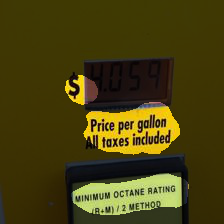 $ 4.059
Price per gallon
All taxes included
MINIMUM OCTANE RATING
(R+M) / 2 METHOD